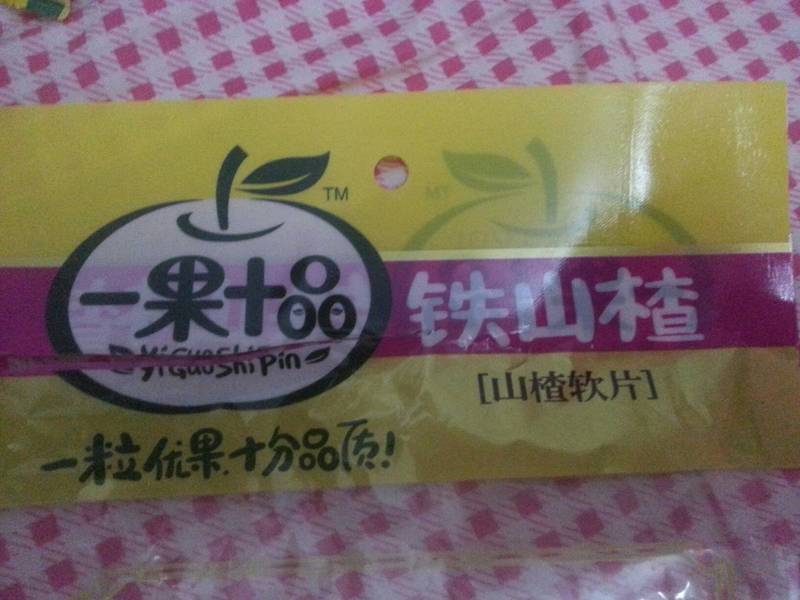 TM
一果十品
YiGuoShiPin
铁山楂
[山楂软片]
一粒优果,十分品质!